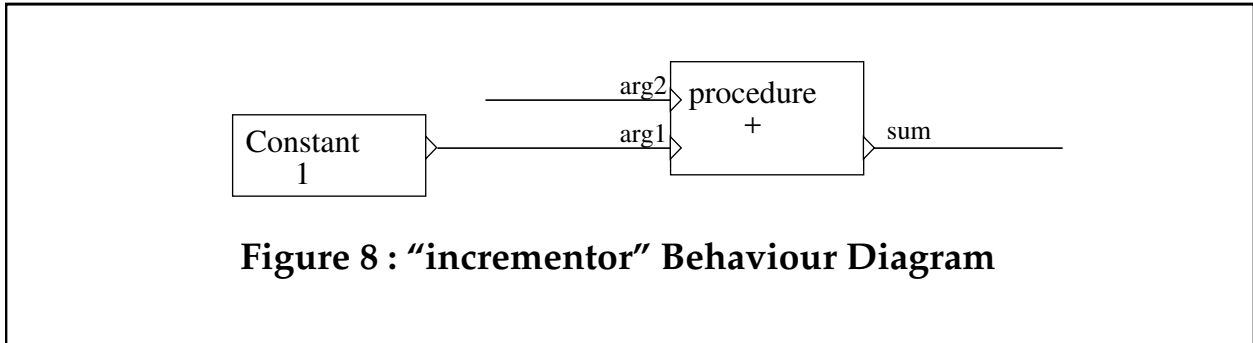 arg2
procedure
+
Constant
1
arg1
sum
Figure 8 : “incrementor” Behaviour Diagram